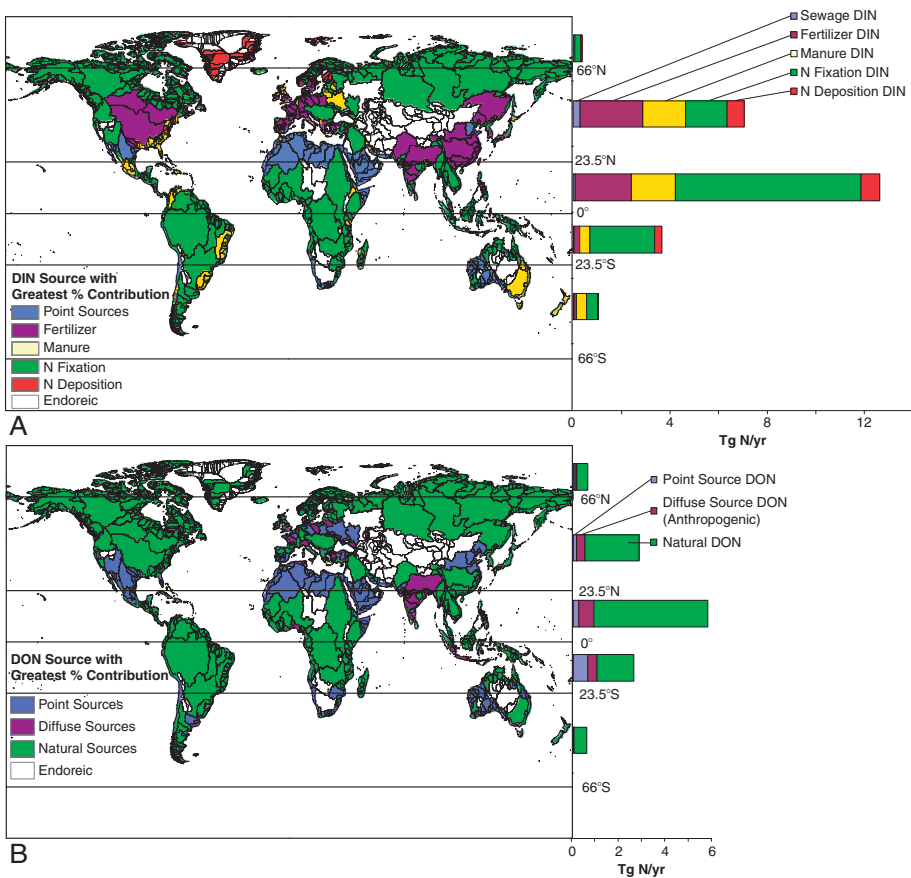 Sewage DIN
Fertilizer DIN
Manure DIN
N Fixation DIN
N Deposition DIN
66°N
23.5°N
0°
23.5°S
66°S
DIN Source with
Greatest % Contribution
Point Sources
Fertilizer
Manure
N Fixation
N Deposition
Endoreic
A
0 4 8 12
Tg N/yr
Point Source DON
Diffuse Source DON
(Anthropogenic)
Natural DON
66°N
23.5°N
0°
23.5°S
66°S
DON Source with
Greatest % Contribution
Point Sources
Diffuse Sources
Natural Sources
Endoreic
B
0 2 4 6
Tg N/yr